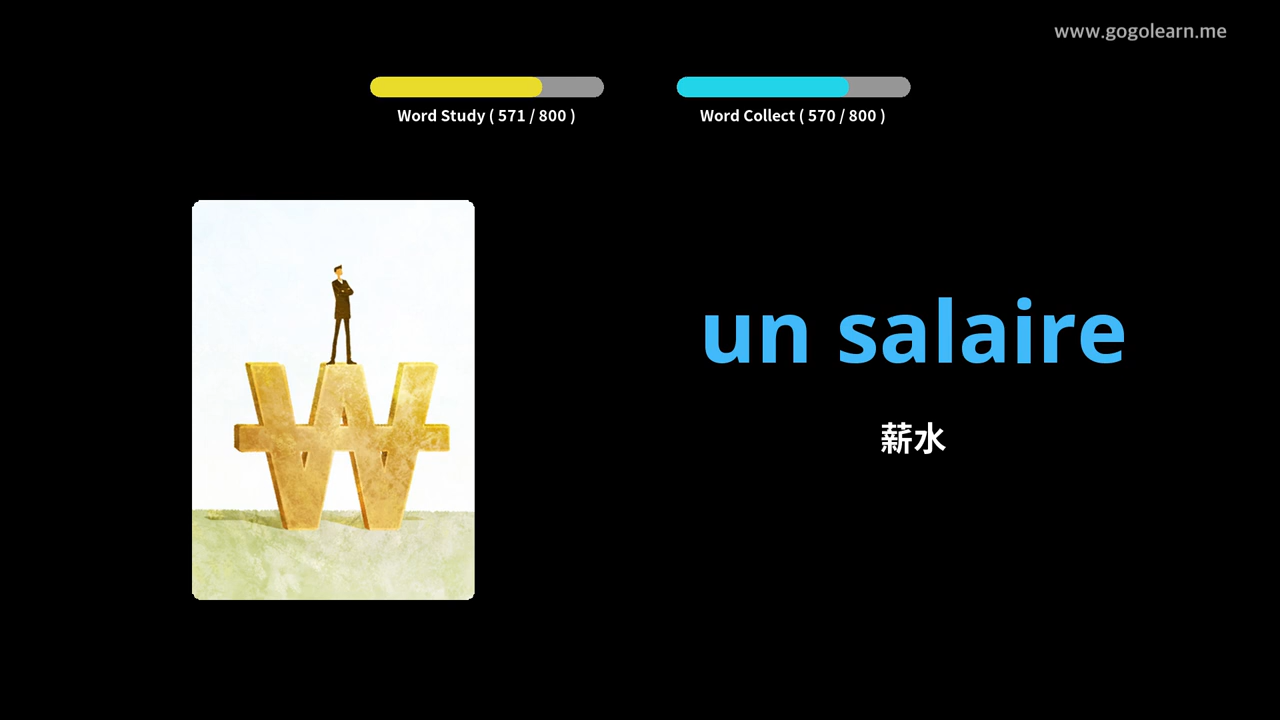 www.gogolearn.me
Word Study ( 571 / 800 )
Word Collect ( 570 / 800 )
un salaire
薪水